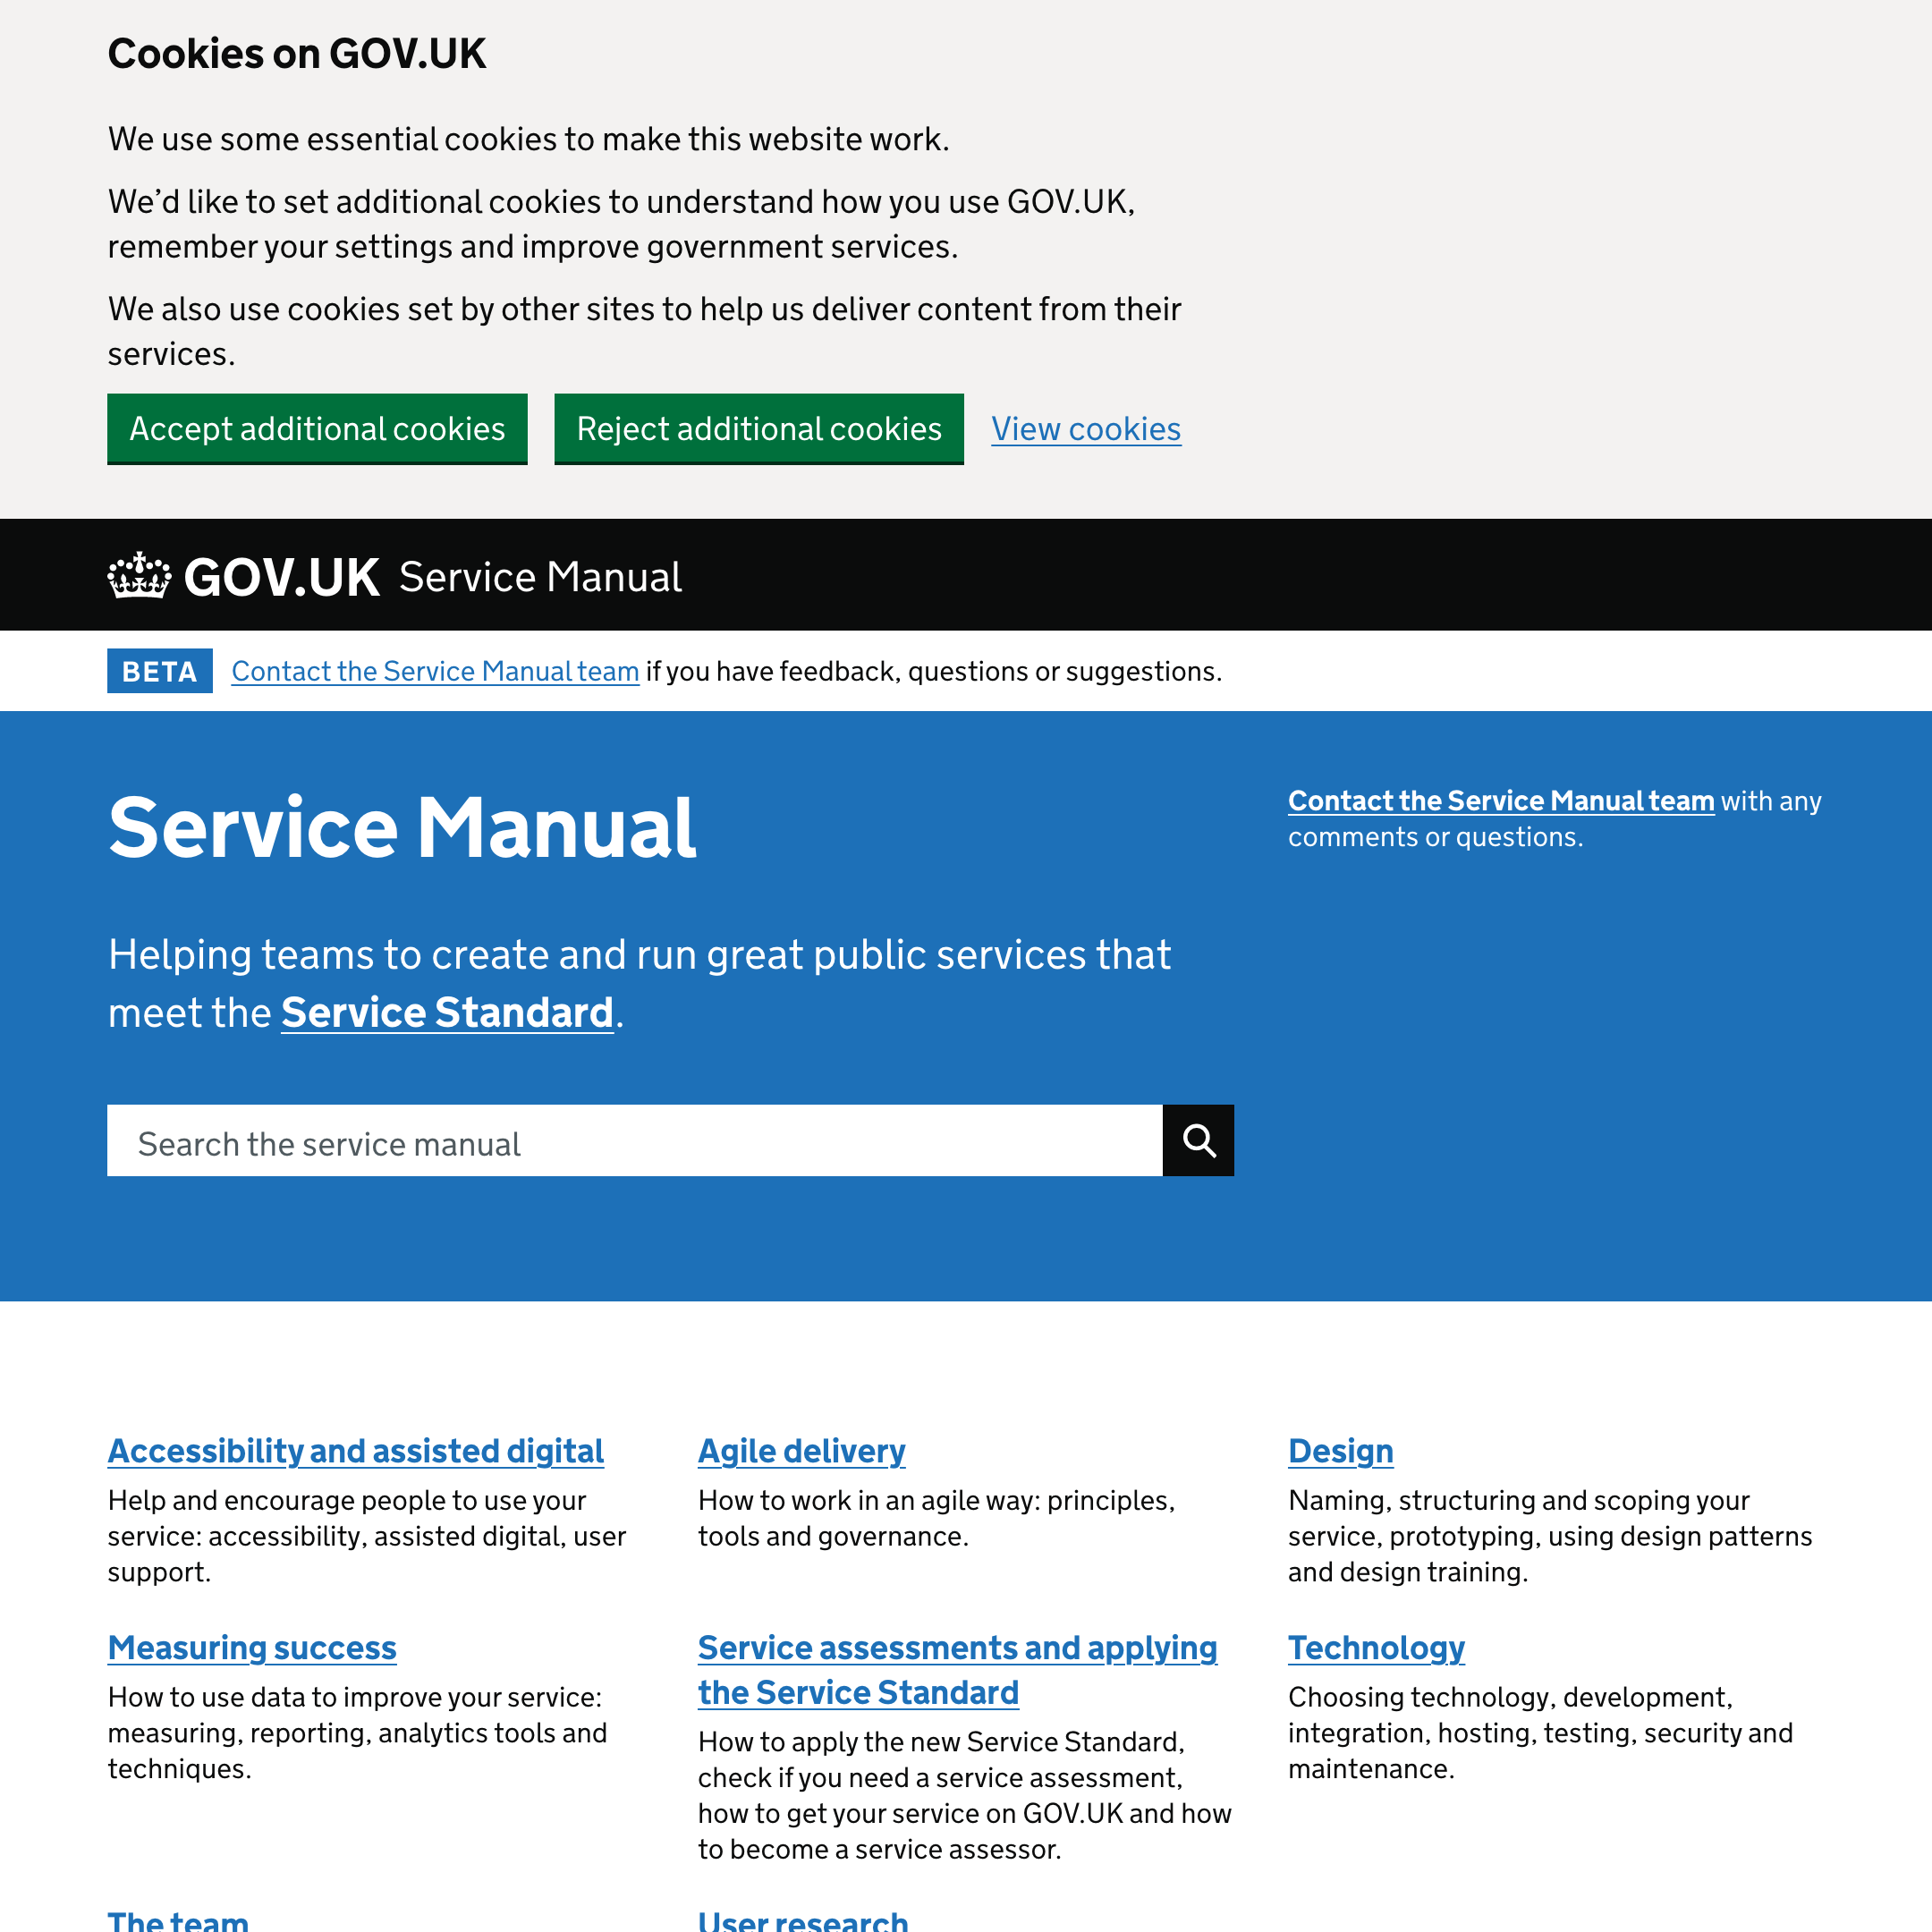 Cookies on GOV.UK
We use some essential cookies to make this website work.
We’d like to set additional cookies to understand how you use GOV.UK,
remember your settings and improve government services.
We also use cookies set by other sites to help us deliver content from their
services.
Accept additional cookies
Reject additional cookies
View cookies
GOV.UK Service Manual
BETA
Contact the Service Manual team if you have feedback, questions or suggestions.
Service Manual
Helping teams to create and run great public services that
meet the Service Standard.
Search the service manual
Contact the Service Manual team with any
comments or questions.
Accessibility and assisted digital
Help and encourage people to use your
service: accessibility, assisted digital, user
support.
Agile delivery
How to work in an agile way: principles,
tools and governance.
Design
Naming, structuring and scoping your
service, prototyping, using design patterns
and design training.
Measuring success
How to use data to improve your service:
measuring, reporting, analytics tools and
techniques.
Service assessments and applying
the Service Standard
How to apply the new Service Standard,
check if you need a service assessment,
how to get your service on GOV.UK and how
to become a service assessor.
Technology
Choosing technology, development,
integration, hosting, testing, security and
maintenance.
The team
User research